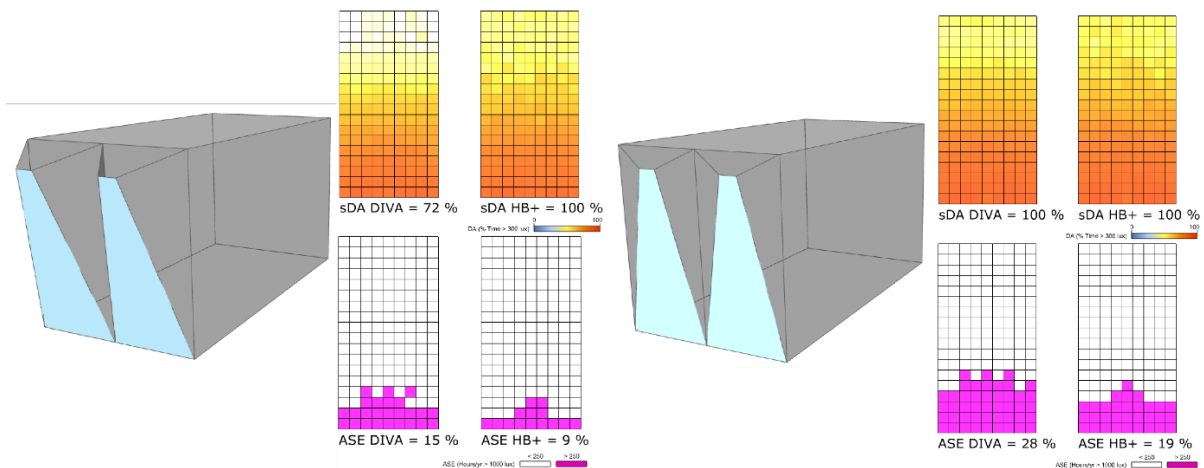 sDA DIVA = 72 %
sDA HB+ = 100 %
0 100
DA (% Time > 300 lux)
ASE DIVA = 15 %
ASE HB+ = 9 %
< 250 > 250
ASE (Hours/yr > 1000 lux)
sDA DIVA = 100 %
sDA HB+ = 100 %
0 100
DA (% Time > 300 lux)
ASE DIVA = 28 %
ASE HB+ = 19 %
< 250 > 250
ASE (Hours/yr > 1000 lux)